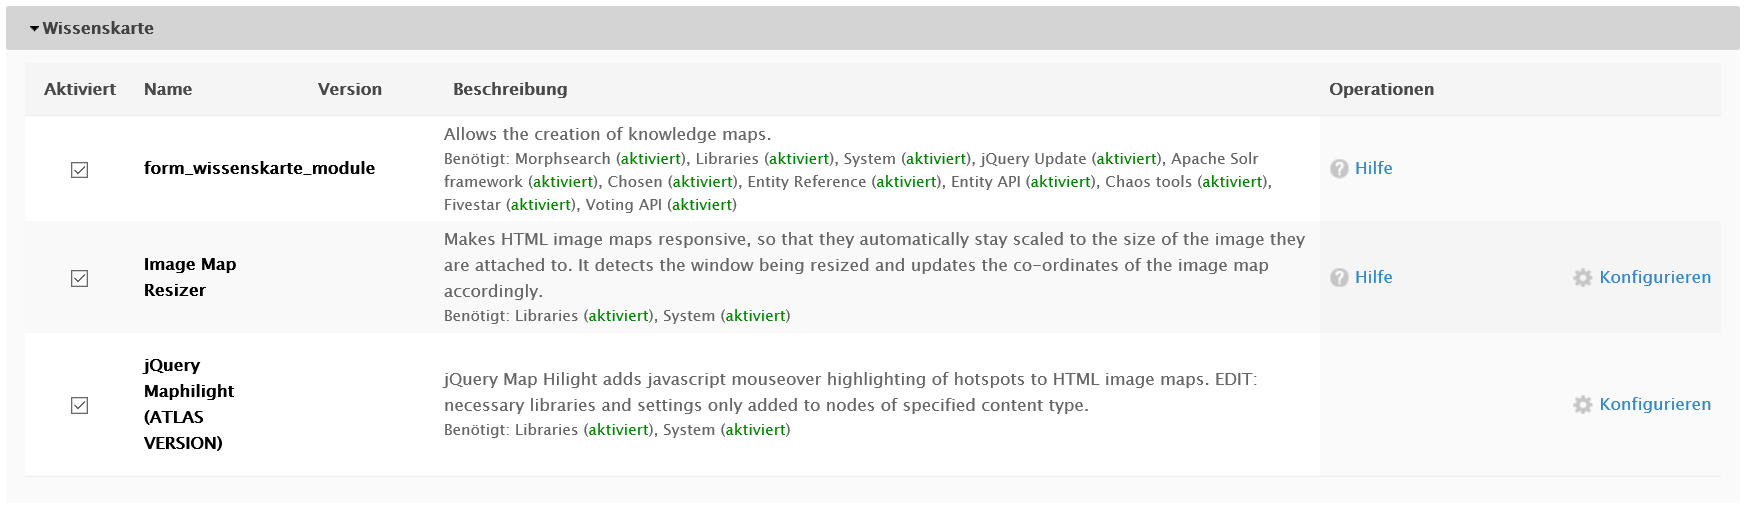 Wissenskarte
Aktiviert Name Version Beschreibung Operationen
form_wissenskarte_module
Allows the creation of knowledge maps.
Benötigt: Morphsearch (aktiviert), Libraries (aktiviert), System (aktiviert), jQuery Update (aktiviert), Apache Solr
framework (aktiviert), Chosen (aktiviert), Entity Reference (aktiviert), Entity API (aktiviert), Chaos tools (aktiviert),
Fivestar (aktiviert), Voting API (aktiviert)
Hilfe
Image Map
Resizer
Makes HTML image maps responsive, so that they automatically stay scaled to the size of the image they
are attached to. It detects the window being resized and updates the co-ordinates of the image map
accordingly.
Benötigt: Libraries (aktiviert), System (aktiviert)
Hilfe Konfigurieren
jQuery
Maphilight
(ATLAS
VERSION)
jQuery Map Hilight adds javascript mouseover highlighting of hotspots to HTML image maps. EDIT:
necessary libraries and settings only added to nodes of specified content type.
Benötigt: Libraries (aktiviert), System (aktiviert)
Konfigurieren